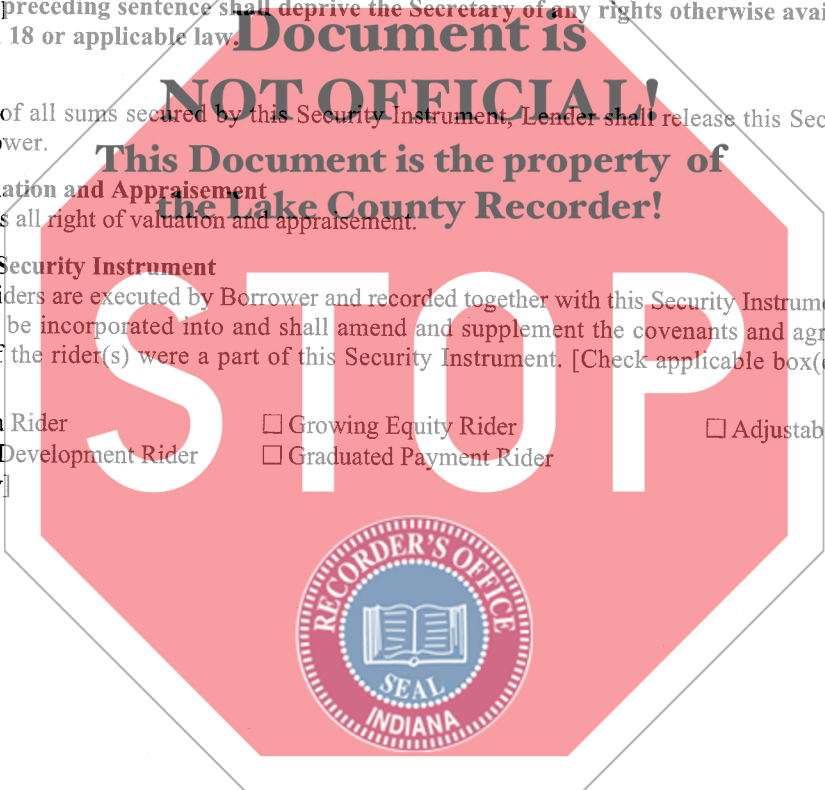 preceding sentence shall deprive the Secretary of any rights otherwise avai
18 or applicable law.
Document is
NOT OFFICIAL!
of all sums secured by this Security Instrument, Lender shall release this Sec
ower.
This Document is the property of
the Lake County Recorder!
ation and Appraisement
s all right of valuation and appraisement.
Security Instrument
iders are executed by Borrower and recorded together with this Security Instrume
be incorporated into and shall amend and supplement the covenants and agr
f the rider(s) were a part of this Security Instrument. [Check applicable box(e
STOP
Rider ☐ Growing Equity Rider ☐ Adjustab
Development Rider ☐ Graduated Payment Rider
]
RECORDER'S OFFICE
SEAL
INDIANA